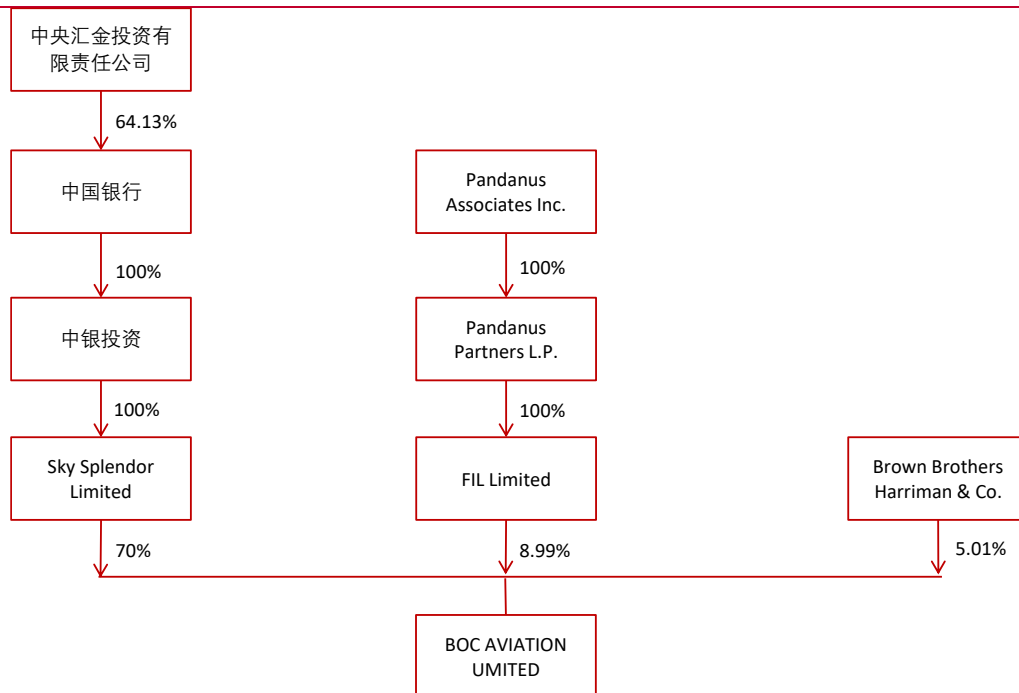 中央汇金投资有
限责任公司
64.13%
中国银行
Pandanus
Associates Inc.
100%
100%
中银投资
Pandanus
Partners L.P.
100%
100%
Sky Splendor
Limited
FIL Limited
Brown Brothers
Harriman & Co.
70%
8.99%
5.01%
BOC AVIATION
UMITED